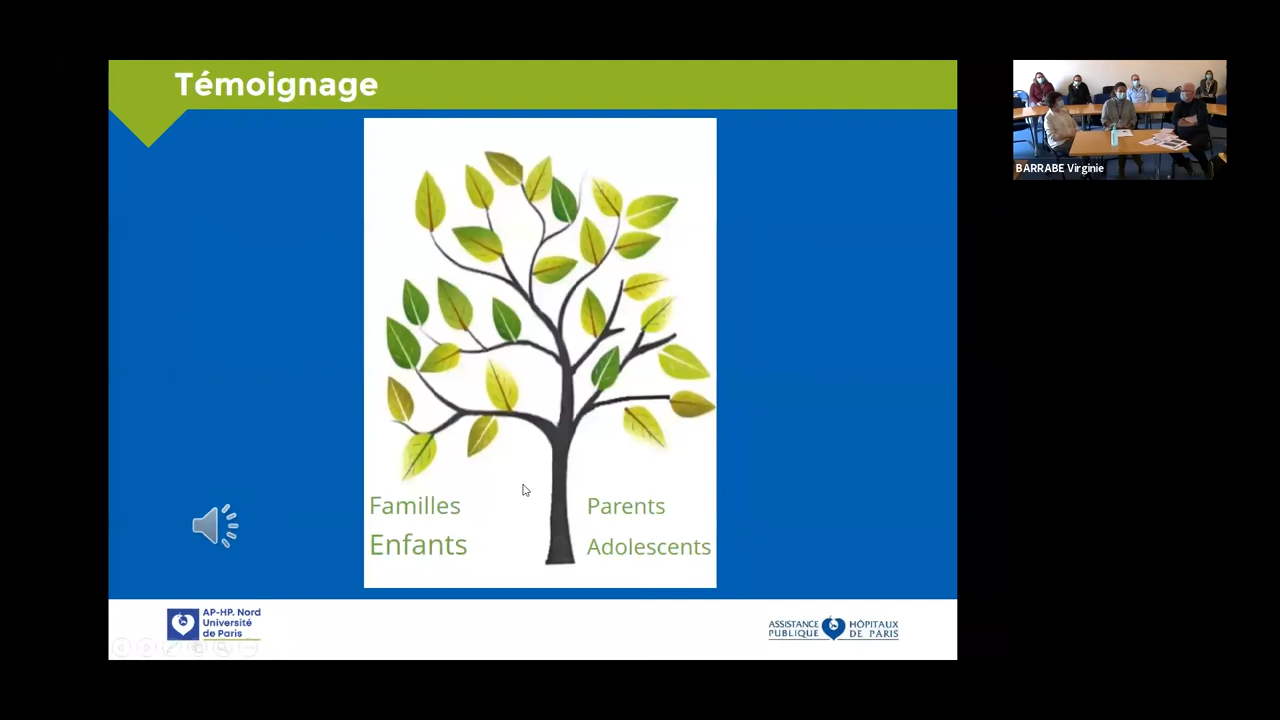 Témoignage
BARRABE Virginie
Familles
Parents
Enfants
Adolescents
AP-HP. Nord
Université
de Paris
ASSISTANCE HÔPITAUX
PUBLIQUE DE PARIS